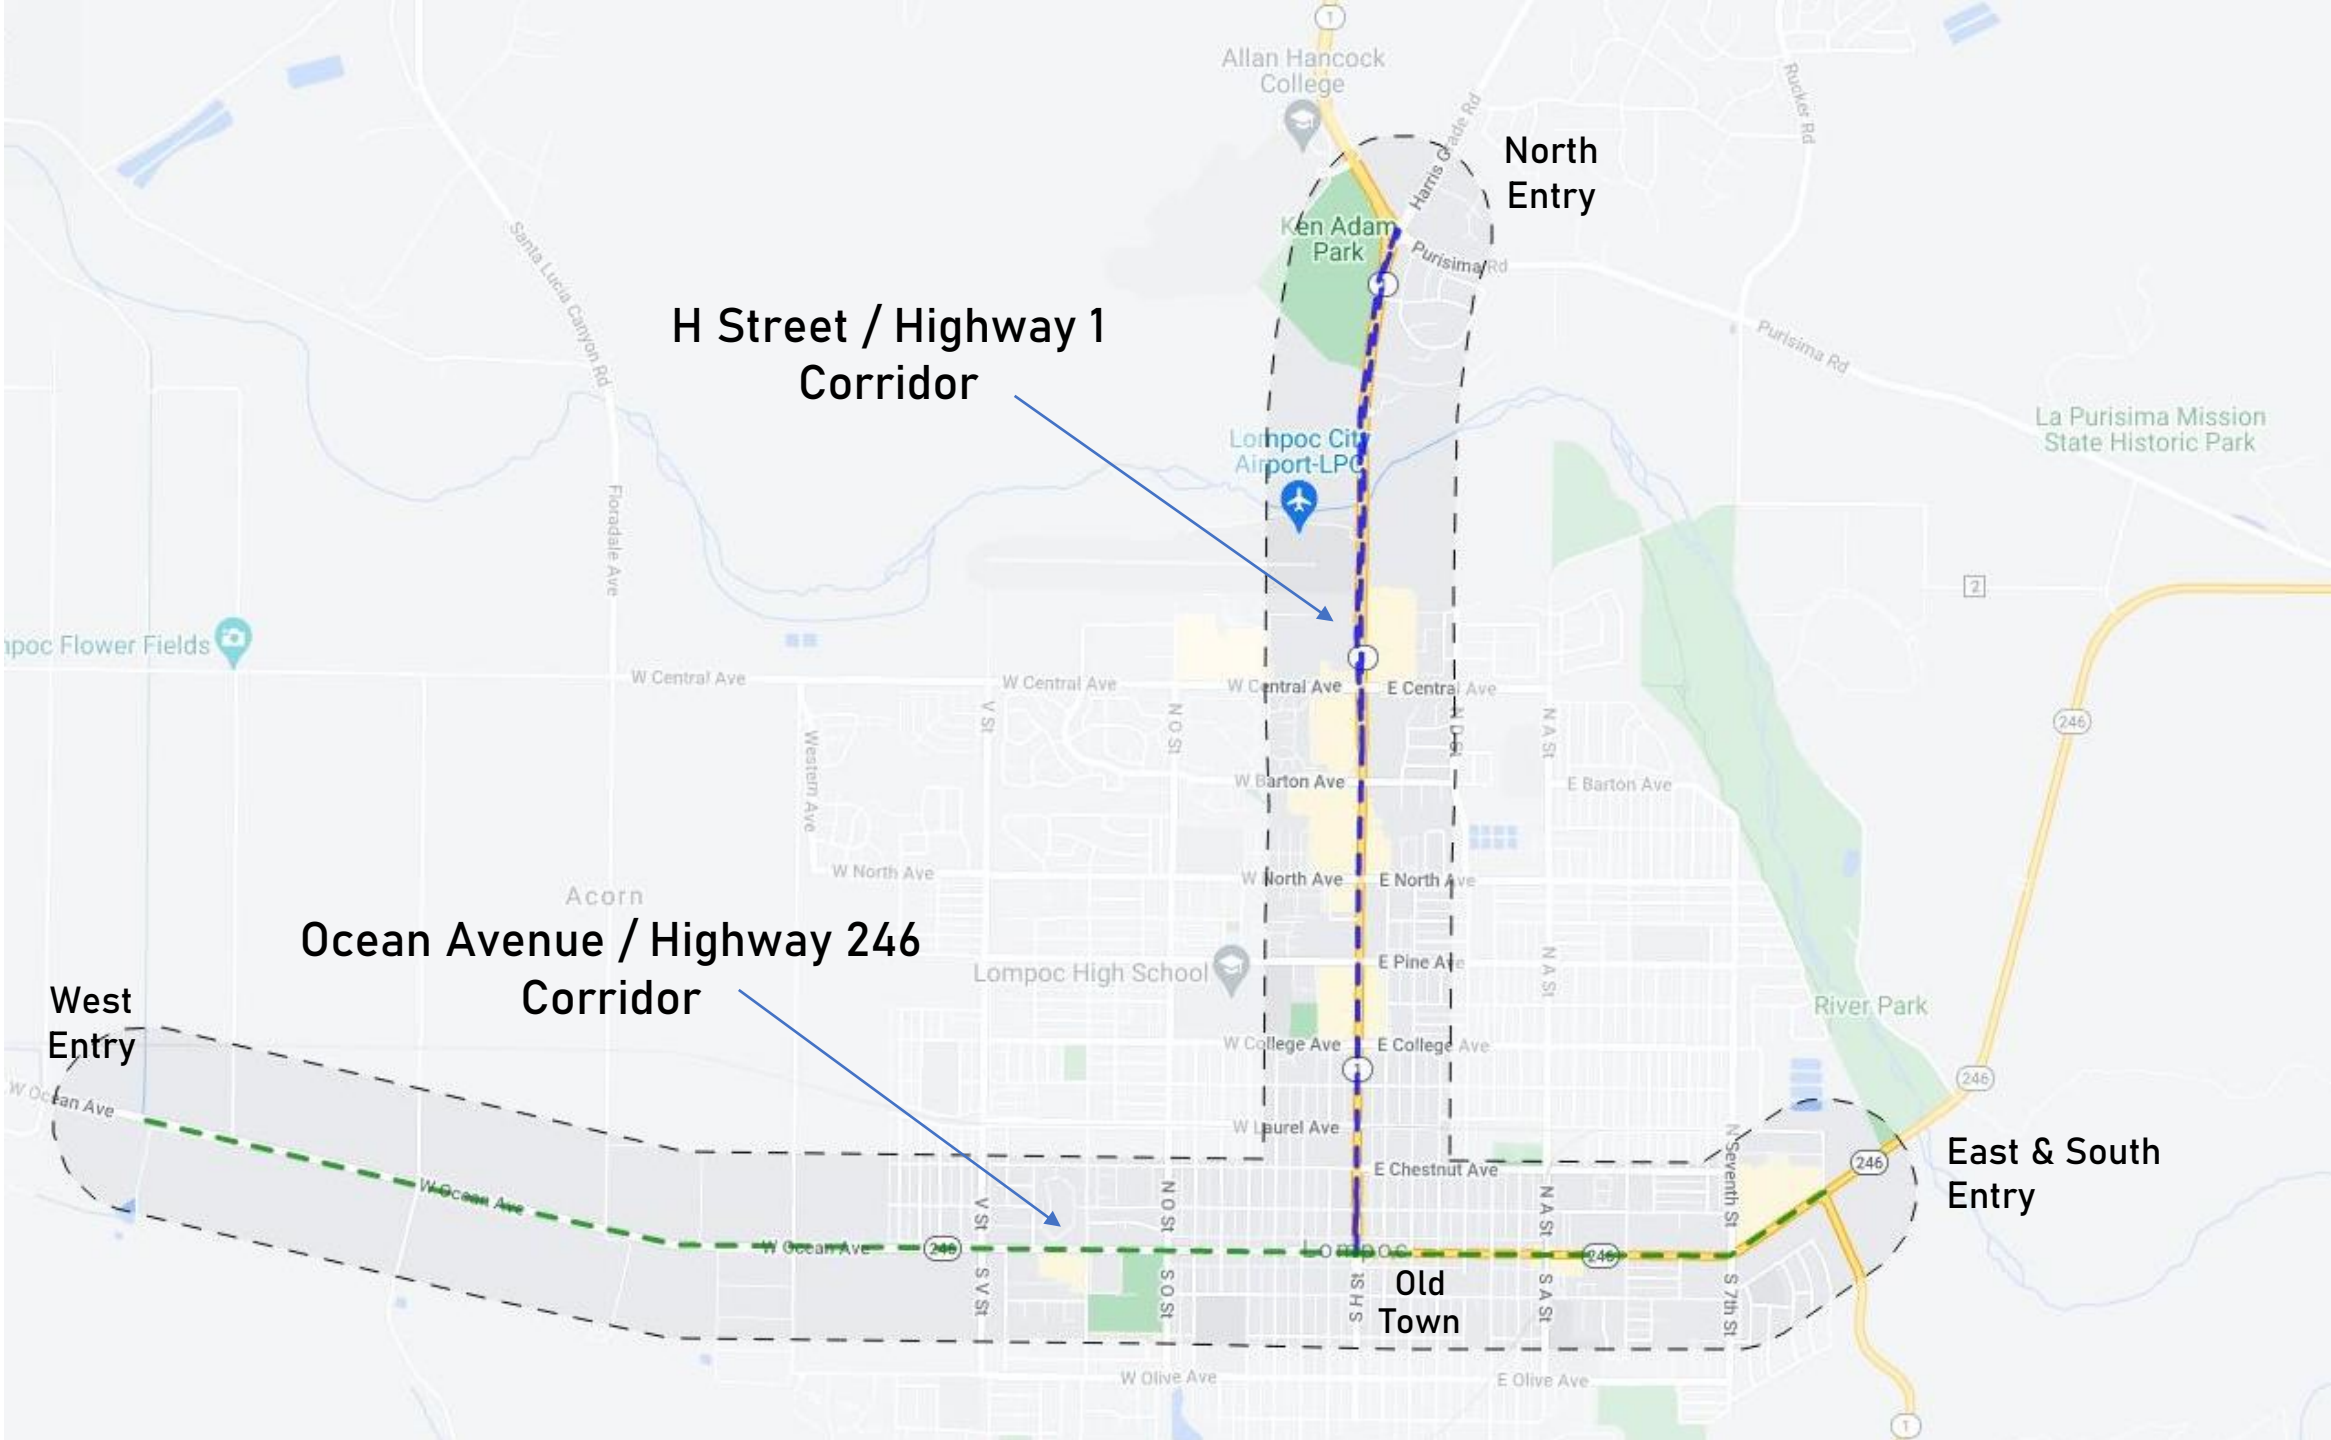 1
Allan Hancock
College
Rucker Rd
Harris Grade Rd
North
Entry
Ken Adam
Park
Purisima Rd
Santa Lucia Canyon Rd
H Street / Highway 1
Corridor
Purisima Rd
La Purisima Mission
State Historic Park
Lompoc City
Airport-LPC
Floradale Ave
2
mpoc Flower Fields
W Central Ave
W Central Ave
W Central Ave
E Central Ave
V St
N O St
N D St
N A St
246
Western Ave
W Barton Ave
E Barton Ave
W North Ave
W North Ave
E North Ave
Acorn
Ocean Avenue / Highway 246
Corridor
Lompoc High School
E Pine Ave
N A St
West
Entry
River Park
W College Ave
E College Ave
1
246
W Ocean Ave
W Laurel Ave
N Seventh St
East & South
Entry
246
E Chestnut Ave
W Ocean Ave
V St
N O St
N A St
W Ocean Ave
246
Lompoc
246
S V St
S O St
S H St
Old
Town
S A St
S 7th St
W Olive Ave
E Olive Ave
1